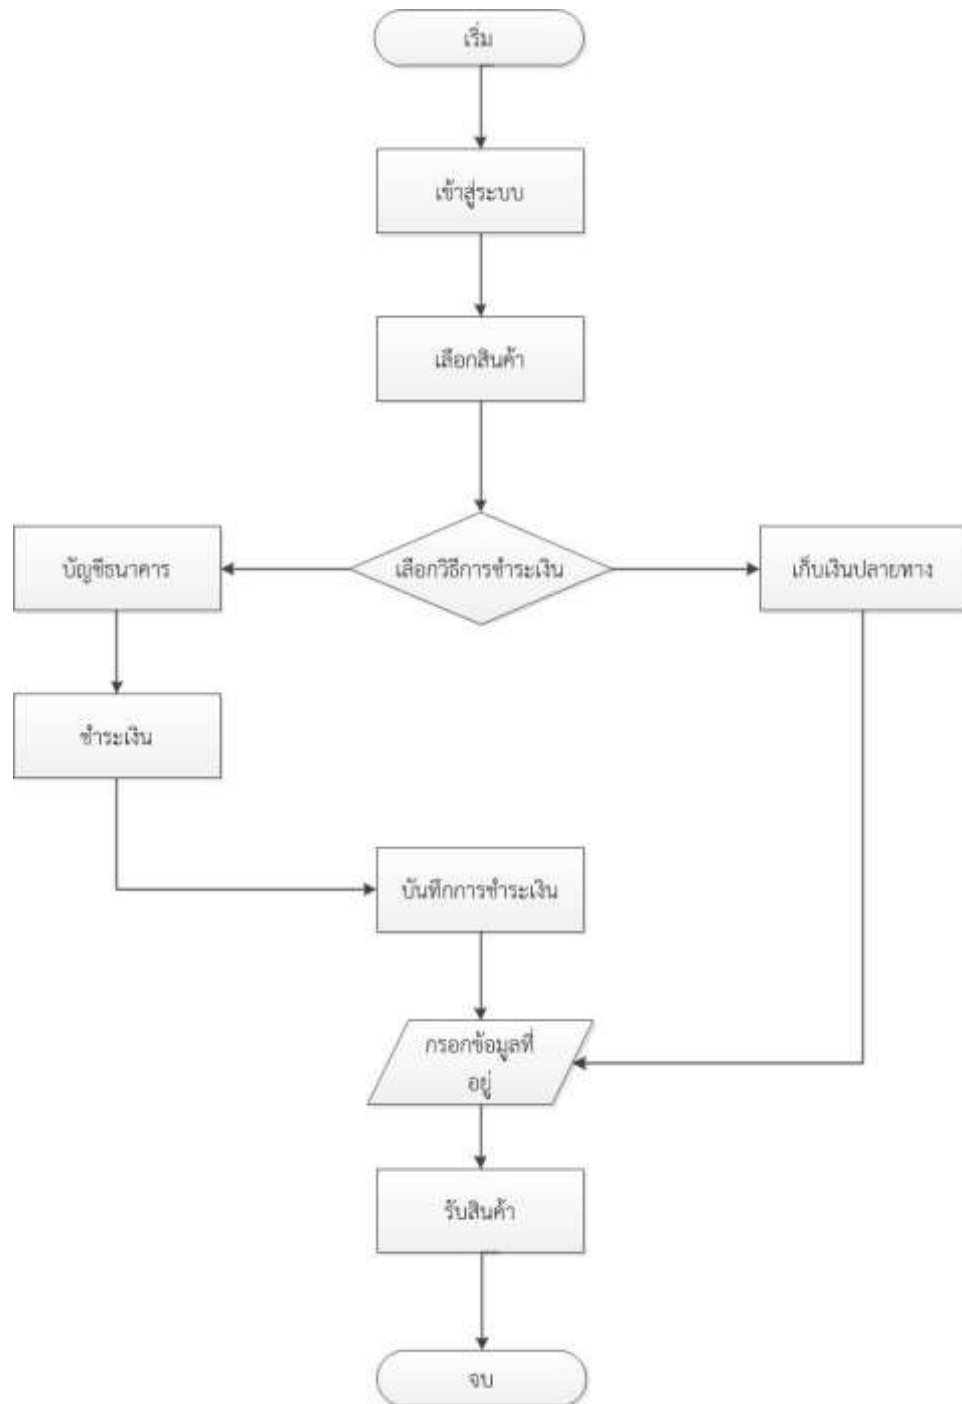 เริ่ม
เข้าสู่ระบบ
เลือกสินค้า
บัญชีธนาคาร
เลือกวิธีการชำระเงิน
เก็บเงินปลายทาง
ชำระเงิน
บันทึกการชำระเงิน
กรอกข้อมูลที่
อยู่
รับสินค้า
จบ